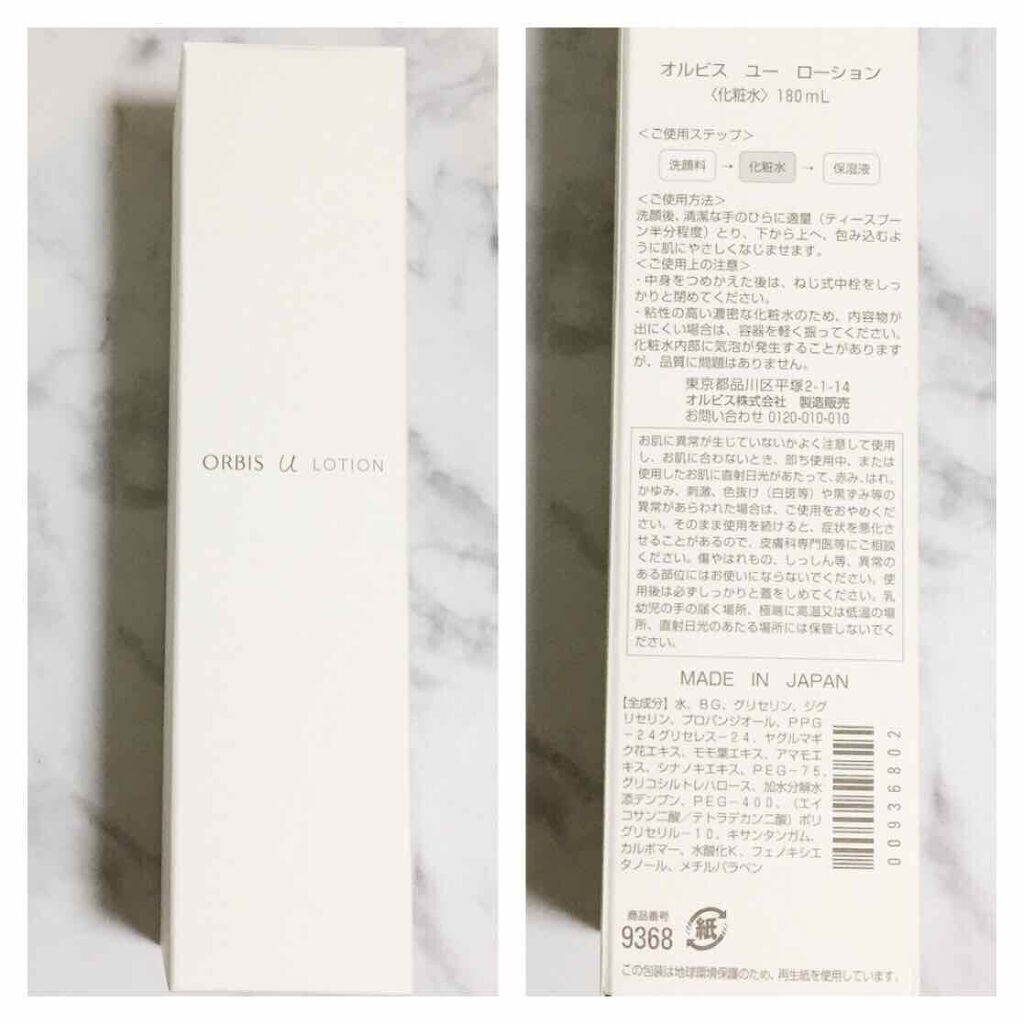 ORBIS u LOTION
オルビス ユー ローション
〈化粧水〉180mL
＜ご使用ステップ＞
洗顔料 → 化粧水 → 保湿液
＜ご使用方法＞
洗顔後、清潔な手のひらに適量（ティースプー
ン半分程度）とり、下から上へ、包み込むよ
うに肌にやさしくなじませます。
＜ご使用上の注意＞
・中身をつめかえた後は、ねじ式中栓をしっ
かりと閉めてください。
・粘性の高い濃密な化粧水のため、内容物が
出にくい場合は、容器を軽く振ってください。
化粧水内部に気泡が発生することがあります
が、品質に問題はありません。
東京都品川区平塚2-1-14
オルビス株式会社 製造販売
お問い合わせ 0120-010-010
お肌に異常が生じていないかよく注意して使用
し、お肌に合わないとき、即ち使用中、または
使用したお肌に直射日光があたって、赤み、はれ、
かゆみ、刺激、色抜け（白斑等）や黒ずみ等の
異常があらわれた場合は、ご使用をおやめくだ
さい。そのまま使用を続けると、症状を悪化さ
せることがあるので、皮膚科専門医等にご相談
ください。傷やはれもの、しっしん等、異常の
ある部位にはお使いにならないでください。使
用後は必ずしっかりと蓋をしめてください。乳
幼児の手の届く場所、極端に高温又は低温の場
所、直射日光のあたる場所には保管しないでく
ださい。
MADE IN JAPAN
【全成分】水、BG、グリセリン、ジグ
リセリン、プロパンジオール、PPG
－24グリセレス－24、ヤグルマギ
ク花エキス、モモ葉エキス、アマモエ
キス、シナノキエキス、PEG－75、
グリコシルトレハロース、加水分解水
添デンプン、PEG－400、（エイ
コサン二酸／テトラデカン二酸）ポリ
グリセリル－10、キサンタンガム、
カルボマー、水酸化K、フェノキシエ
タノール、メチルパラベン
00936802
商品番号
9368
紙
この包装は地球環境保護のため、再生紙を使用しています。